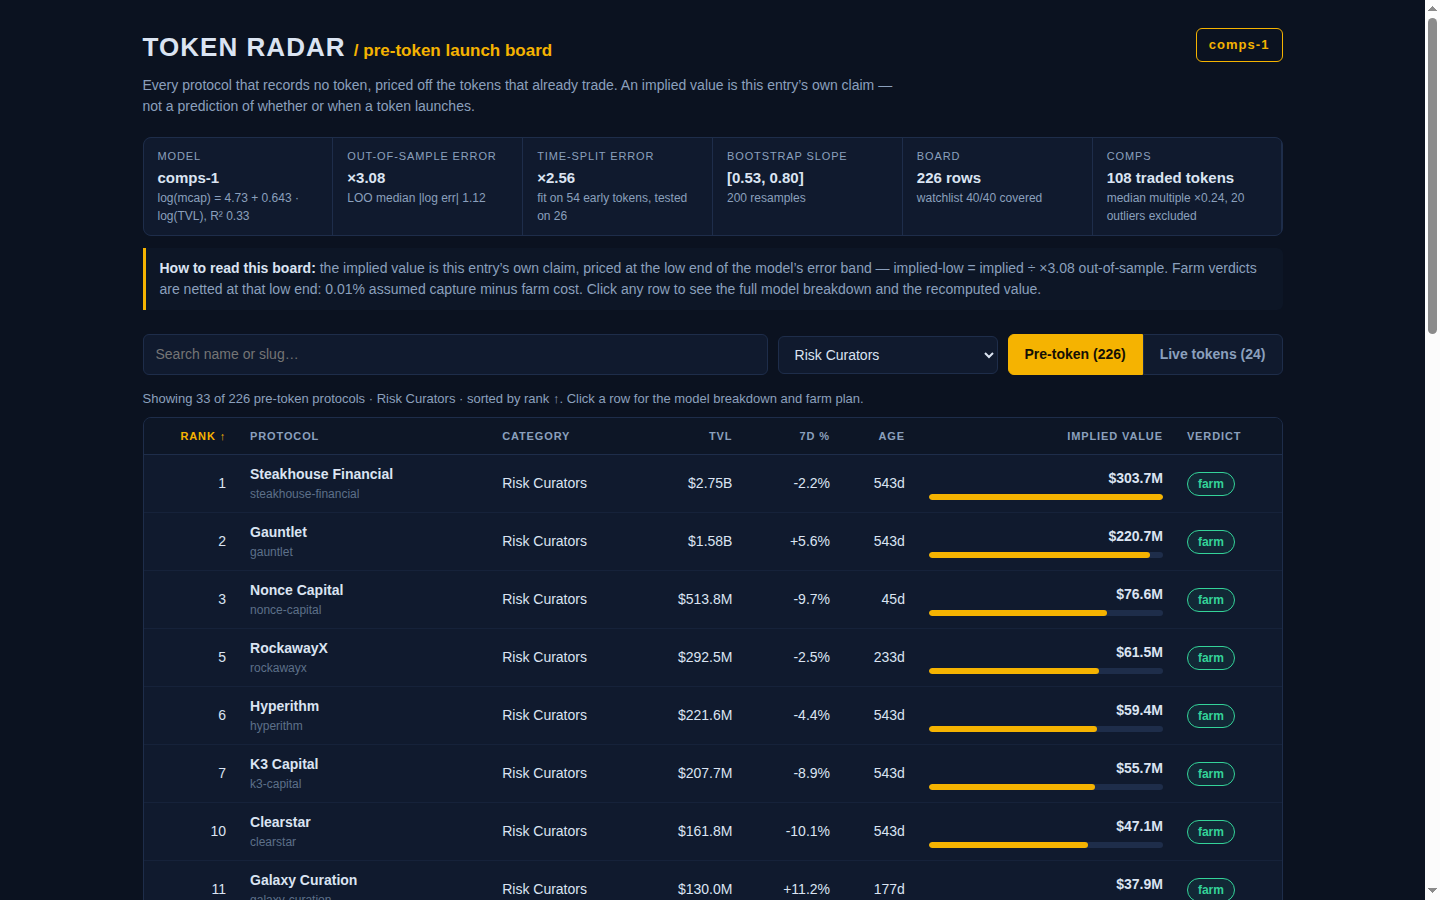 TOKEN RADAR / pre-token launch board
comps-1
Every protocol that records no token, priced off the tokens that already trade. An implied value is this entry's own claim —
not a prediction of whether or when a token launches.
MODEL
comps-1
log(mcap) = 4.73 + 0.643 ·
log(TVL), R² 0.33
OUT-OF-SAMPLE ERROR
×3.08
LOO median |log err| 1.12
TIME-SPLIT ERROR
×2.56
fit on 54 early tokens, tested
on 26
BOOTSTRAP SLOPE
[0.53, 0.80]
200 resamples
BOARD
226 rows
watchlist 40/40 covered
COMPS
108 traded tokens
median multiple ×0.24, 20
outliers excluded
How to read this board: the implied value is this entry's own claim, priced at the low end of the model's error band — implied-low = implied ÷ ×3.08 out-of-sample. Farm verdicts
are netted at that low end: 0.01% assumed capture minus farm cost. Click any row to see the full model breakdown and the recomputed value.
Search name or slug…
Risk Curators
Pre-token (226)
Live tokens (24)
Showing 33 of 226 pre-token protocols · Risk Curators · sorted by rank ↑. Click a row for the model breakdown and farm plan.
RANK ↑ PROTOCOL CATEGORY TVL 7D % AGE IMPLIED VALUE VERDICT
1 Steakhouse Financial Risk Curators $2.75B -2.2% 543d $303.7M farm
steakhouse-financial
2 Gauntlet Risk Curators $1.58B +5.6% 543d $220.7M farm
gauntlet
3 Nonce Capital Risk Curators $513.8M -9.7% 45d $76.6M farm
nonce-capital
5 RockawayX Risk Curators $292.5M -2.5% 233d $61.5M farm
rockawayx
6 Hyperithm Risk Curators $221.6M -4.4% 543d $59.4M farm
hyperithm
7 K3 Capital Risk Curators $207.7M -8.9% 543d $55.7M farm
k3-capital
10 Clearstar Risk Curators $161.8M -10.1% 543d $47.1M farm
clearstar
11 Galaxy Curation Risk Curators $130.0M +11.2% 177d $37.9M farm
galaxy-curation